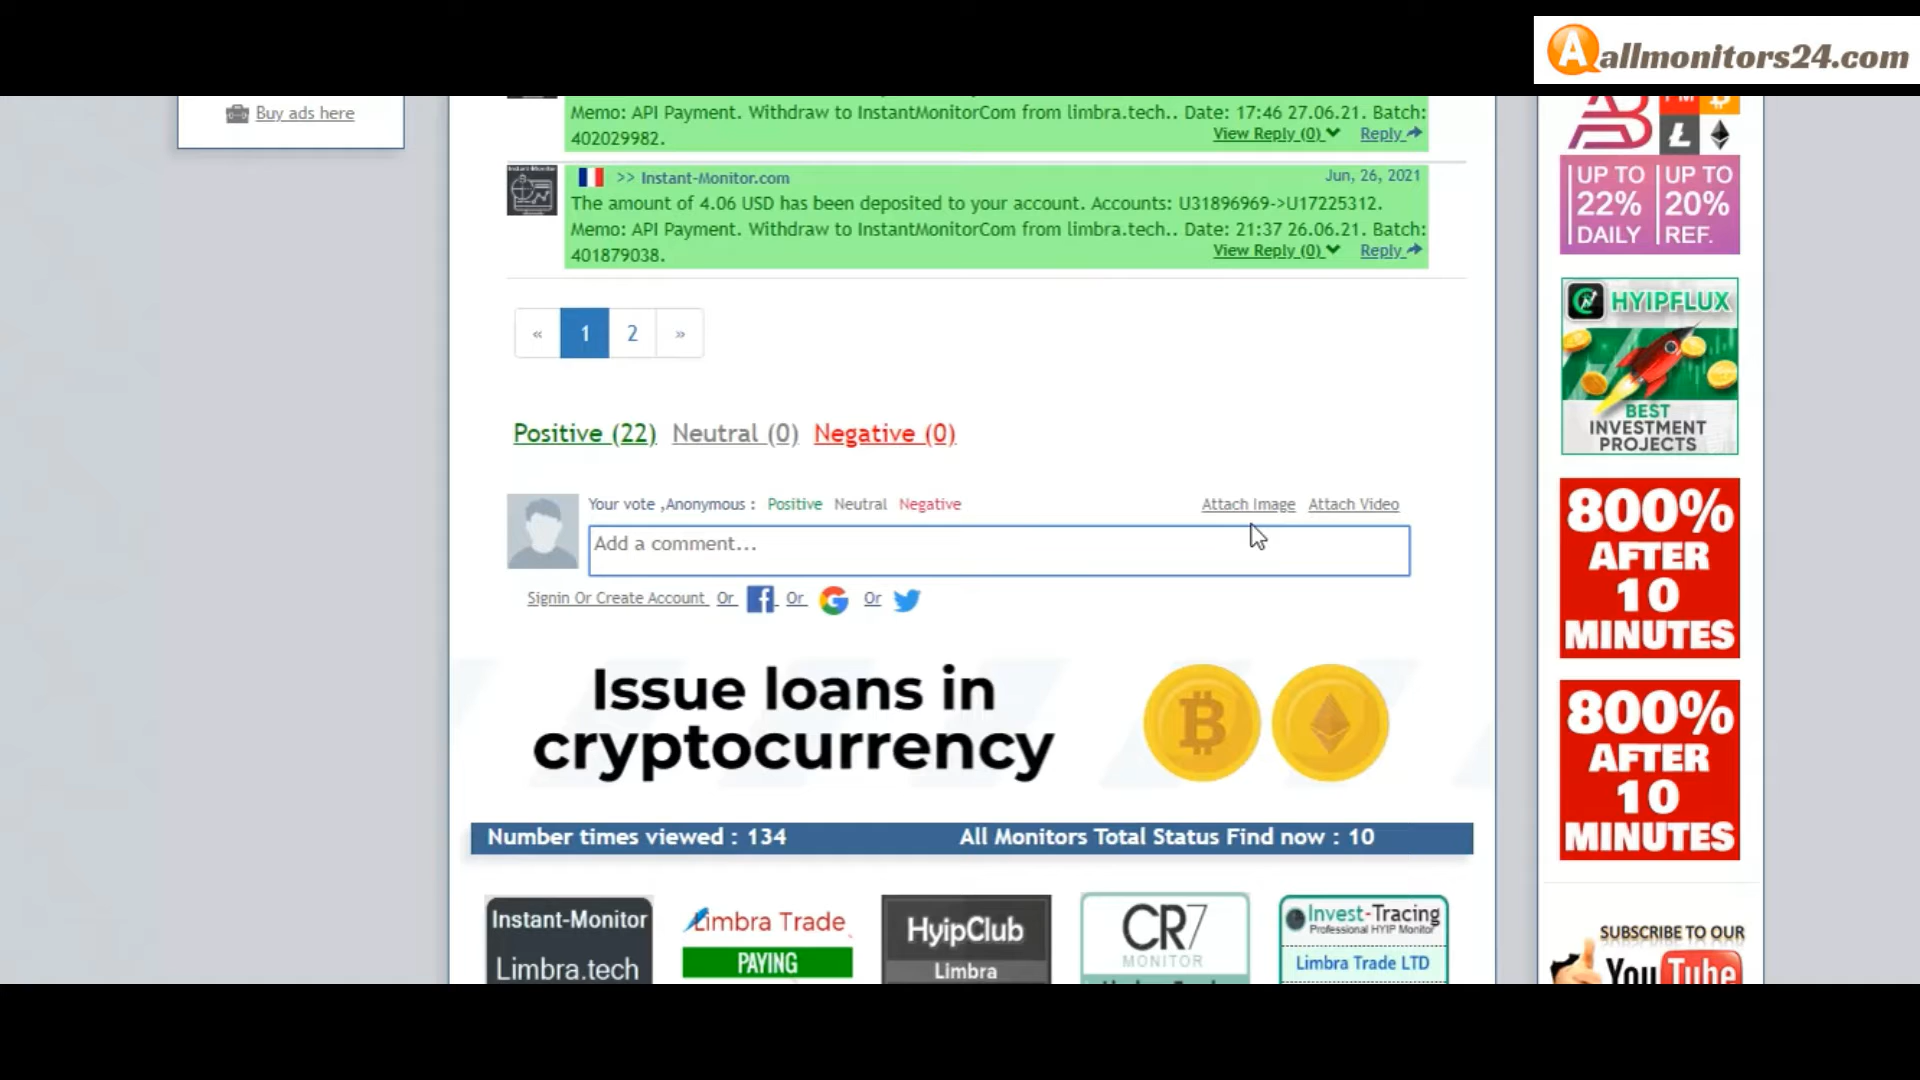 allmonitors24.com
Buy ads here
Memo: API Payment. Withdraw to InstantMonitorCom from limbra.tech.. Date: 17:46 27.06.21. Batch:
402029982.
View Reply (0)
Reply
>> Instant-Monitor.com
Jun, 26, 2021
The amount of 4.06 USD has been deposited to your account. Accounts: U31896969->U17225312.
Memo: API Payment. Withdraw to InstantMonitorCom from limbra.tech.. Date: 21:37 26.06.21. Batch:
401879038.
View Reply (0)
Reply
« 1 2 »
Positive (22) Neutral (0) Negative (0)
Your vote ,Anonymous : Positive Neutral Negative
Attach Image Attach Video
Add a comment...
Signin Or Create Account Or Or Or
Issue loans in
cryptocurrency
Number times viewed : 134
All Monitors Total Status Find now : 10
Instant-Monitor
Limbra.tech
Limbra Trade
PAYING
HyipClub
Limbra
CR7
MONITOR
Invest-Tracing
Professional HYIP Monitor
Limbra Trade LTD
UP TO
22%
DAILY
UP TO
20%
REF.
HYIPFLUX
BEST
INVESTMENT
PROJECTS
800%
AFTER
10
MINUTES
800%
AFTER
10
MINUTES
SUBSCRIBE TO OUR
YouTube